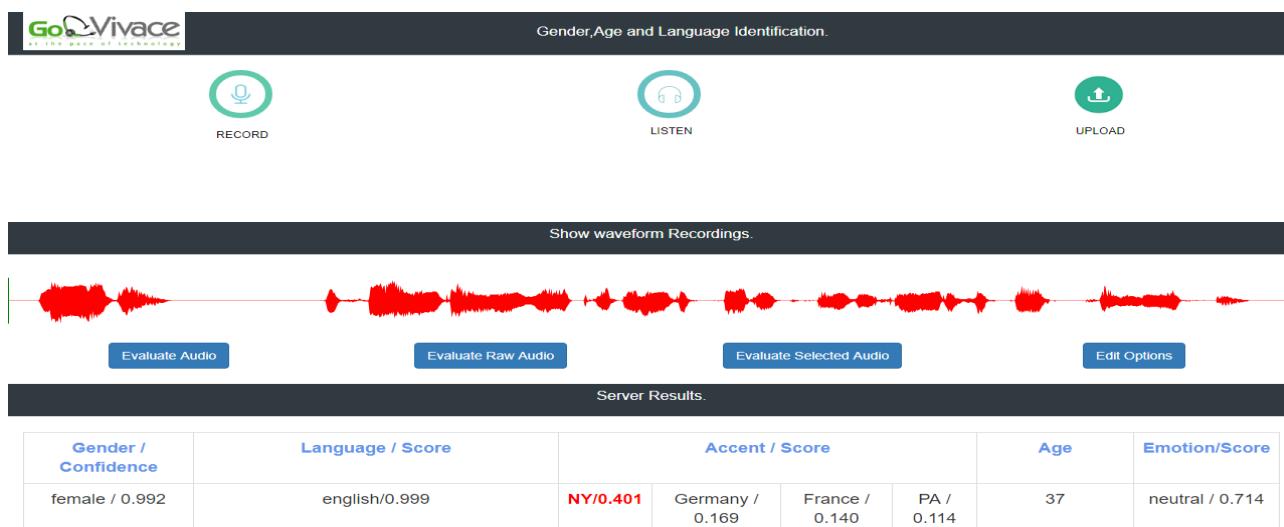 Go Vivace
at the pace of technology
Gender,Age and Language Identification.
RECORD
LISTEN
UPLOAD
Show waveform Recordings.
Evaluate Audio
Evaluate Raw Audio
Evaluate Selected Audio
Edit Options
Server Results.
Gender / Confidence
Language / Score
Accent / Score
Age
Emotion/Score
female / 0.992
english/0.999
NY/0.401
Germany / 0.169
France / 0.140
PA / 0.114
37
neutral / 0.714